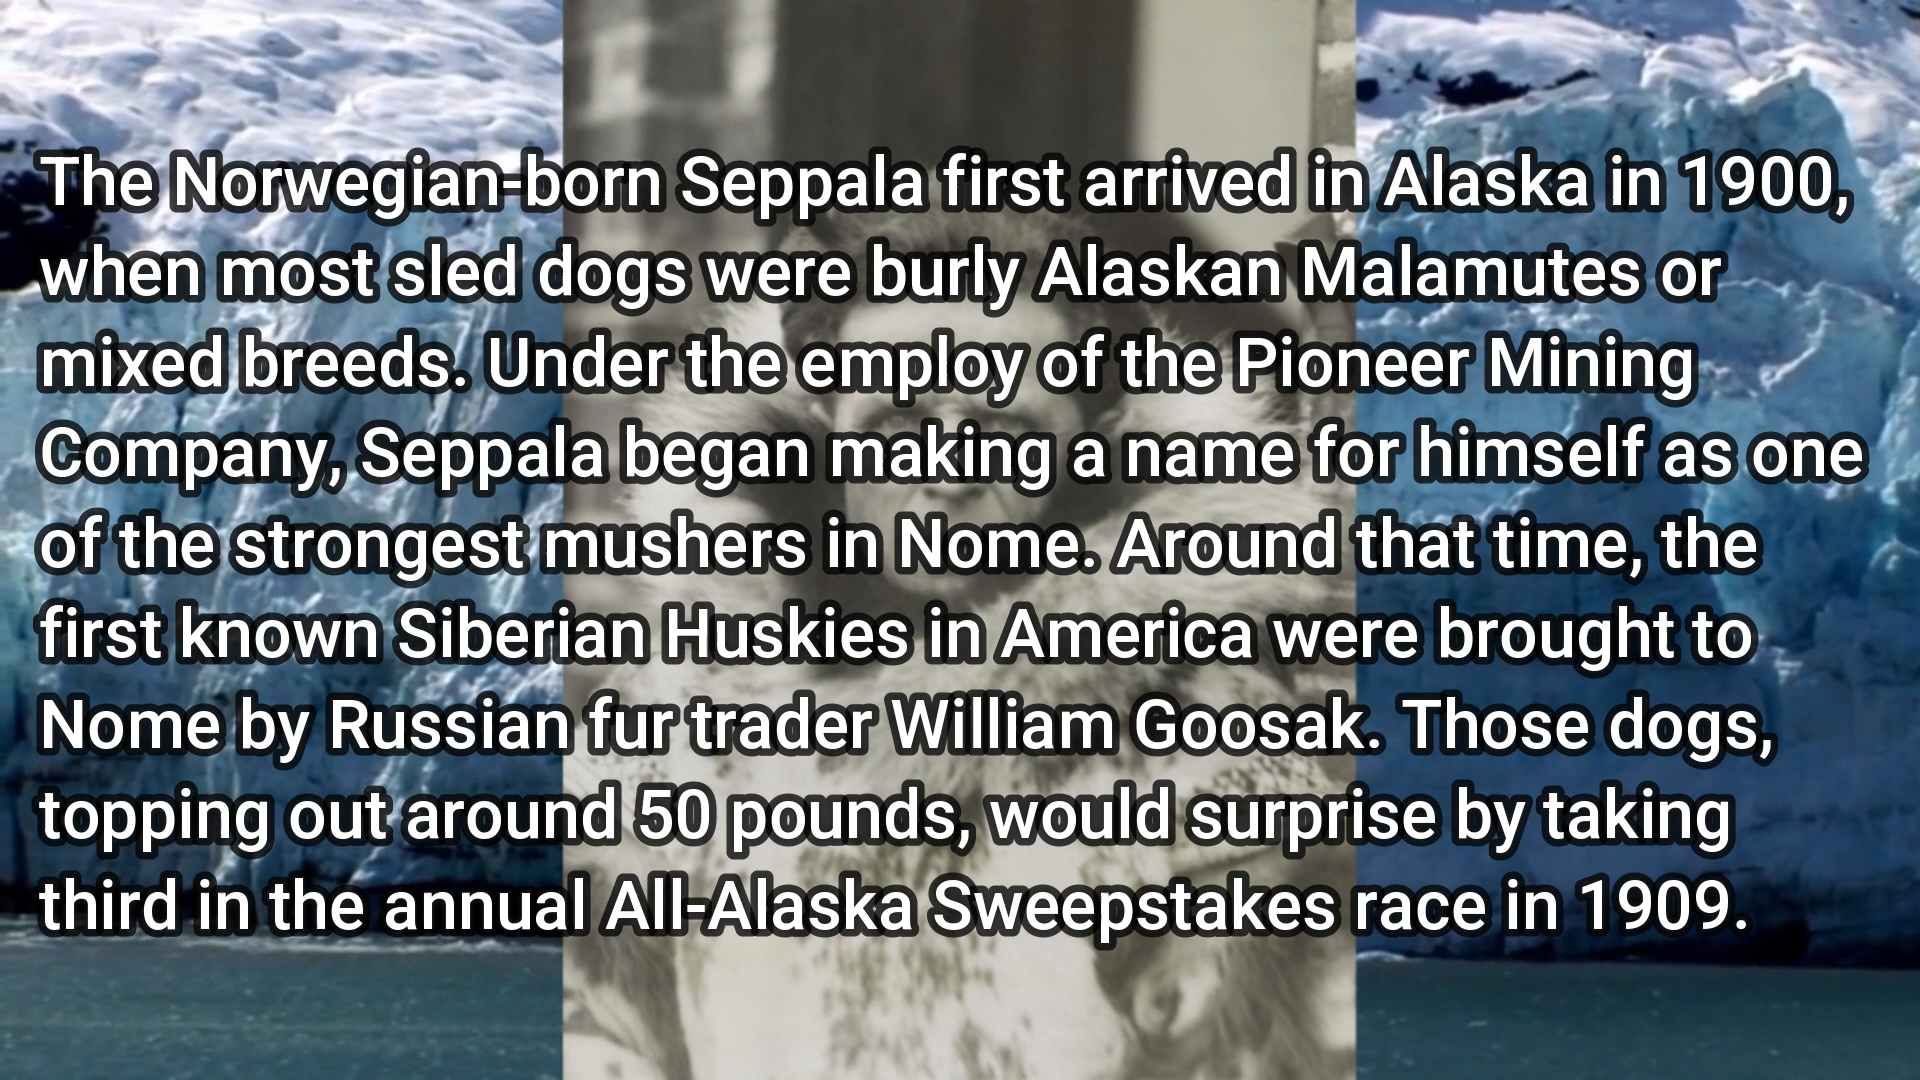 The Norwegian-born Seppala first arrived in Alaska in 1900,
when most sled dogs were burly Alaskan Malamutes or
mixed breeds. Under the employ of the Pioneer Mining
Company, Seppala began making a name for himself as one
of the strongest mushers in Nome. Around that time, the
first known Siberian Huskies in America were brought to
Nome by Russian fur trader William Goosak. Those dogs,
topping out around 50 pounds, would surprise by taking
third in the annual All-Alaska Sweepstakes race in 1909.